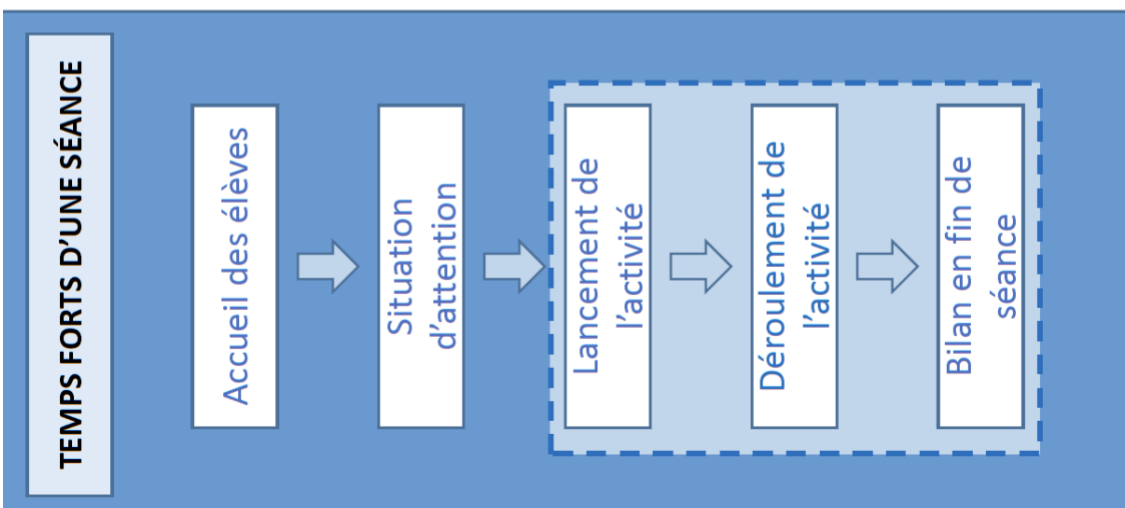 TEMPS FORTS D'UNE SÉANCE
Accueil des élèves
Situation
d'attention
Lancement de
l'activité
Déroulement de
l'activité
Bilan en fin de
séance